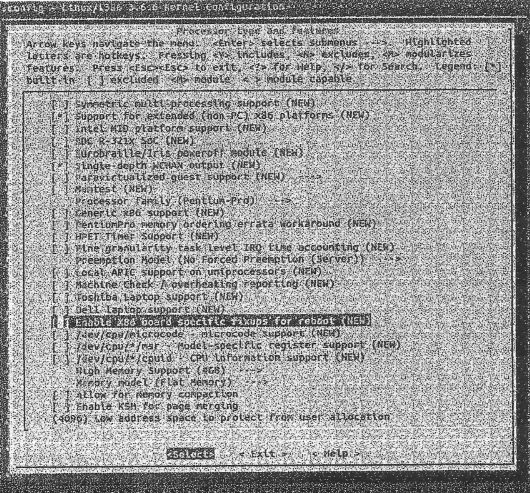 .config - Linux/i386 3.6.6 Kernel Configuration
Processor type and features
Arrow keys navigate the menu.  <Enter> selects submenus --->.  Highlighted
letters are hotkeys.  Pressing <Y> includes, <N> excludes, <M> modularizes
features.  Press <Esc><Esc> to exit, <?> for Help, </> for Search.  Legend: [*]
built-in  [ ] excluded  <M> module  < > module capable
[ ] Symmetric multi-processing support (NEW)
[*] Support for extended (non-PC) x86 platforms (NEW)
[ ] Intel MID platform support (NEW)
[ ] RDC R-321x SoC (NEW)
[ ] Eurobraille/Iris poweroff module (NEW)
[*] Single-depth WCHAN output (NEW)
[ ] Paravirtualized guest support (NEW)  --->
[ ] Memtest (NEW)
Processor family (Pentium-Pro)  --->
[ ] Generic x86 support (NEW)
[ ] PentiumPro memory ordering errata workaround (NEW)
[ ] HPET Timer Support (NEW)
[ ] Fine granularity task level IRQ time accounting (NEW)
Preemption Model (No Forced Preemption (Server))  --->
[ ] Local APIC support on uniprocessors (NEW)
[ ] Machine Check / overheating reporting (NEW)
[ ] Toshiba Laptop support (NEW)
[ ] Dell laptop support (NEW)
[ ] Enable X86 board specific fixups for reboot (NEW)
[ ] /dev/cpu/microcode - microcode support (NEW)
[ ] /dev/cpu/*/msr - Model-specific register support (NEW)
[ ] /dev/cpu/*/cpuid - CPU information support (NEW)
High Memory Support (4GB)  --->
Memory model (Flat Memory)  --->
[ ] Allow for memory compaction
[ ] Enable KSM for page merging
(4096) Low address space to protect from user allocation
<Select>    < Exit >    < Help >